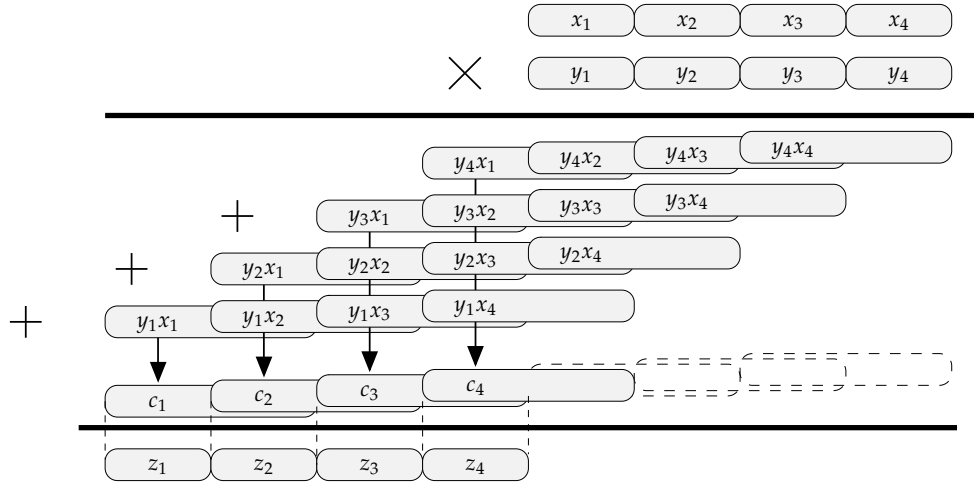 x₁ x₂ x₃ x₄
× y₁ y₂ y₃ y₄
y₄x₁ y₄x₂ y₄x₃ y₄x₄
+ y₃x₁ y₃x₂ y₃x₃ y₃x₄
+ y₂x₁ y₂x₂ y₂x₃ y₂x₄
+ y₁x₁ y₁x₂ y₁x₃ y₁x₄
c₁ c₂ c₃ c₄
z₁ z₂ z₃ z₄